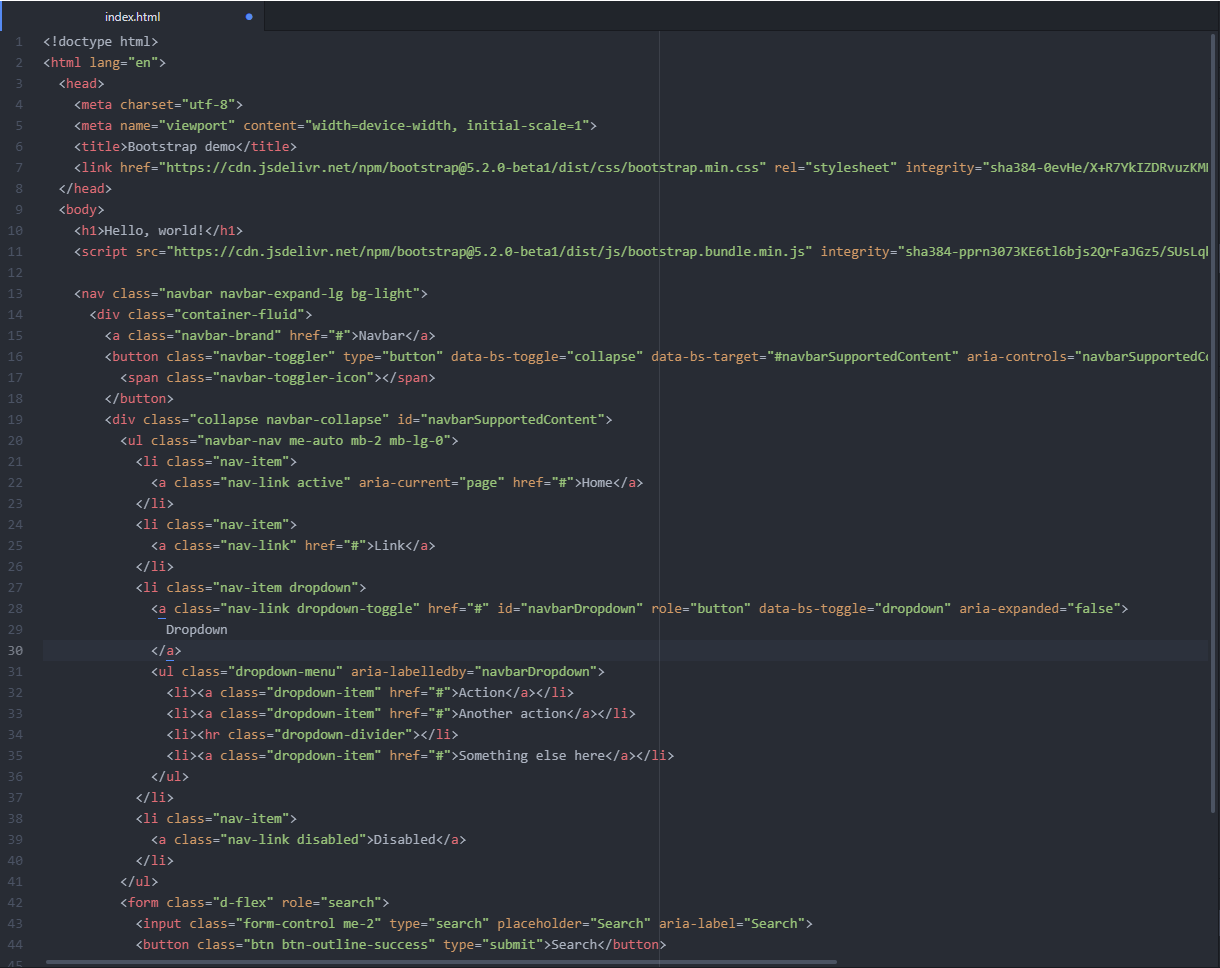 index.html
1 <!doctype html>
2 <html lang="en">
3 <head>
4 <meta charset="utf-8">
5 <meta name="viewport" content="width=device-width, initial-scale=1">
6 <title>Bootstrap demo</title>
7 <link href="https://cdn.jsdelivr.net/npm/bootstrap@5.2.0-beta1/dist/css/bootstrap.min.css" rel="stylesheet" integrity="sha384-0evHe/X+R7YkIZDRvuzKM
8 </head>
9 <body>
10 <h1>Hello, world!</h1>
11 <script src="https://cdn.jsdelivr.net/npm/bootstrap@5.2.0-beta1/dist/js/bootstrap.bundle.min.js" integrity="sha384-pprn3073KE6tl6bjs2QrFaJGz5/SUsLq
12
13 <nav class="navbar navbar-expand-lg bg-light">
14 <div class="container-fluid">
15 <a class="navbar-brand" href="#">Navbar</a>
16 <button class="navbar-toggler" type="button" data-bs-toggle="collapse" data-bs-target="#navbarSupportedContent" aria-controls="navbarSupportedC
17 <span class="navbar-toggler-icon"></span>
18 </button>
19 <div class="collapse navbar-collapse" id="navbarSupportedContent">
20 <ul class="navbar-nav me-auto mb-2 mb-lg-0">
21 <li class="nav-item">
22 <a class="nav-link active" aria-current="page" href="#">Home</a>
23 </li>
24 <li class="nav-item">
25 <a class="nav-link" href="#">Link</a>
26 </li>
27 <li class="nav-item dropdown">
28 <a class="nav-link dropdown-toggle" href="#" id="navbarDropdown" role="button" data-bs-toggle="dropdown" aria-expanded="false">
29 Dropdown
30 </a>
31 <ul class="dropdown-menu" aria-labelledby="navbarDropdown">
32 <li><a class="dropdown-item" href="#">Action</a></li>
33 <li><a class="dropdown-item" href="#">Another action</a></li>
34 <li><hr class="dropdown-divider"></li>
35 <li><a class="dropdown-item" href="#">Something else here</a></li>
36 </ul>
37 </li>
38 <li class="nav-item">
39 <a class="nav-link disabled">Disabled</a>
40 </li>
41 </ul>
42 <form class="d-flex" role="search">
43 <input class="form-control me-2" type="search" placeholder="Search" aria-label="Search">
44 <button class="btn btn-outline-success" type="submit">Search</button>
45